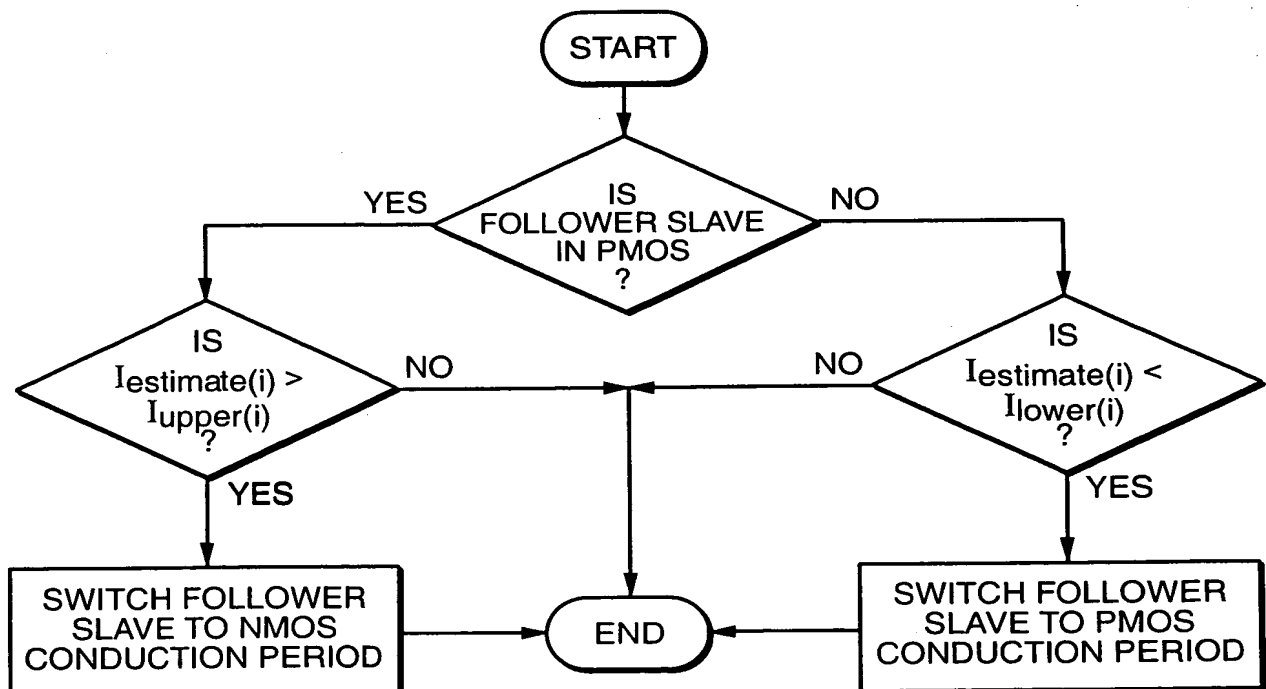 START
IS
FOLLOWER SLAVE
IN PMOS
?
YES
NO
IS
Iestimate(i) >
Iupper(i)
?
NO
YES
IS
Iestimate(i) <
Ilower(i)
?
NO
YES
SWITCH FOLLOWER
SLAVE TO NMOS
CONDUCTION PERIOD
END
SWITCH FOLLOWER
SLAVE TO PMOS
CONDUCTION PERIOD